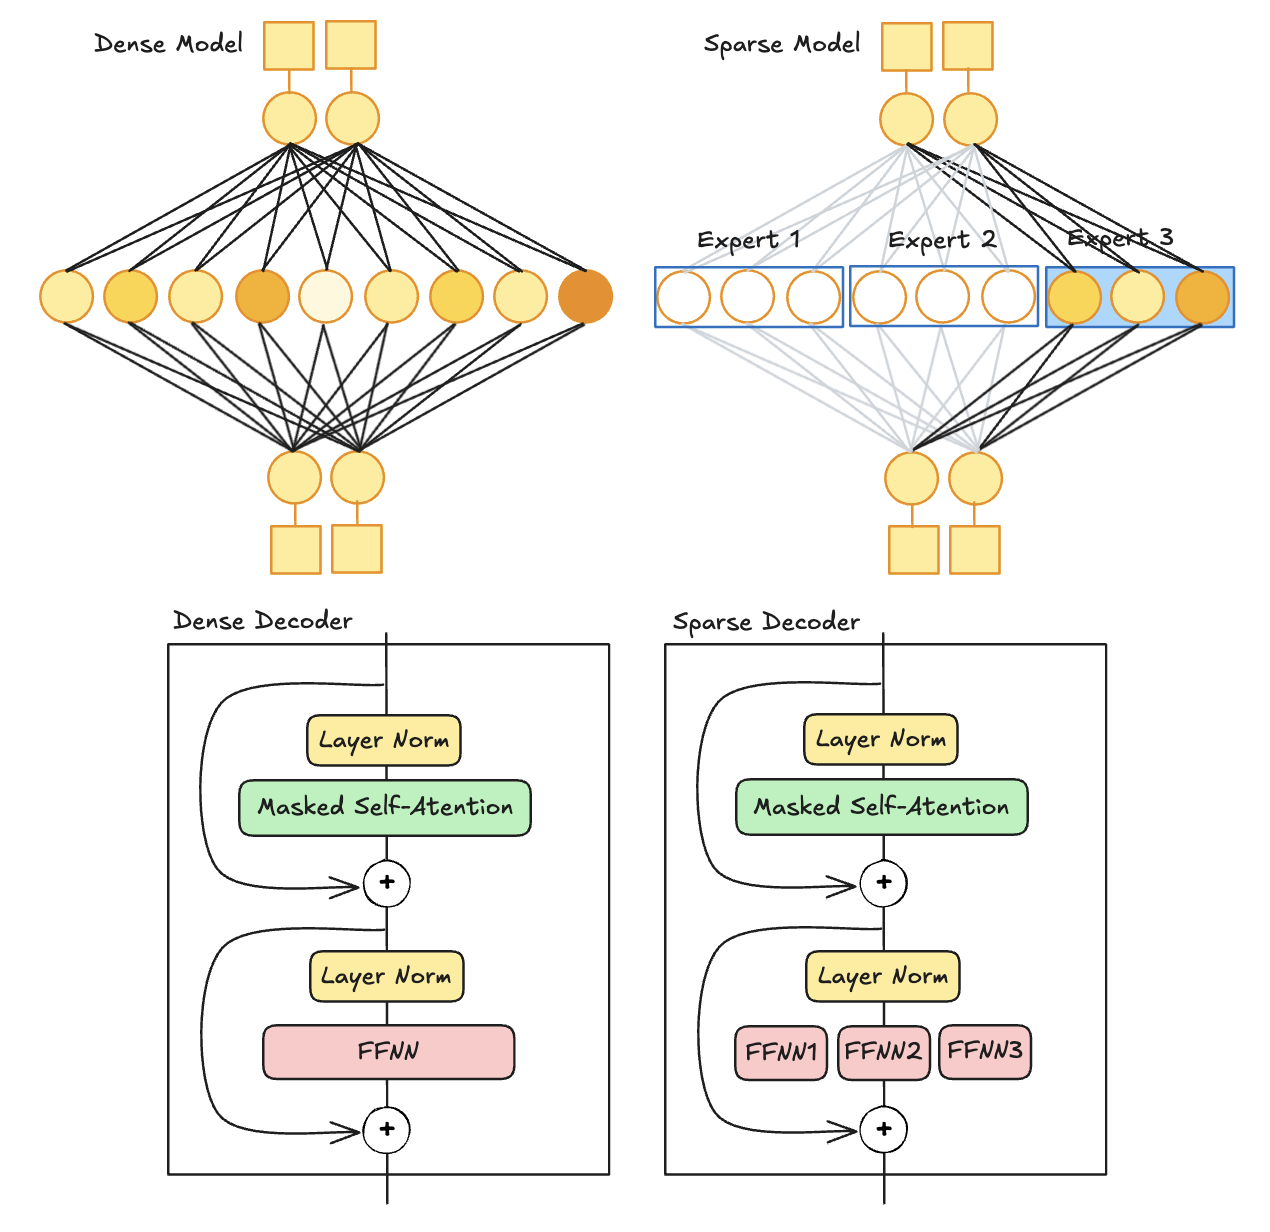 Dense Model
Sparse Model
Expert 1
Expert 2
Expert 3
Dense Decoder
Layer Norm
Masked Self-Atention
+
Layer Norm
FFNN
+
Sparse Decoder
Layer Norm
Masked Self-Atention
+
Layer Norm
FFNN1
FFNN2
FFNN3
+